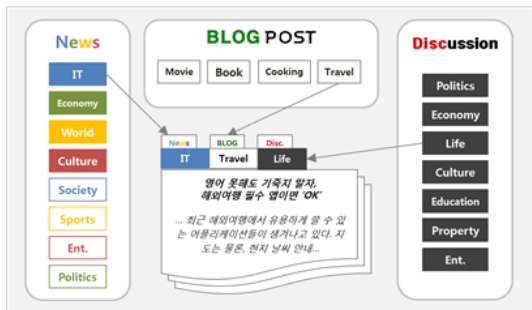 News
IT
Economy
World
Culture
Society
Sports
Ent.
Politics
BLOG POST
Movie Book Cooking Travel
News BLOG Disc.
IT Travel Life
영어 못해도 기죽지 말자,
해외여행 필수 앱이면 'OK'
... 최근 해외여행에서 유용하게 쓸 수 있
는 어플리케이션들이 생겨나고 있다. 지
도는 물론, 현지 날씨 안내...
Discussion
Politics
Economy
Life
Culture
Education
Property
Ent.